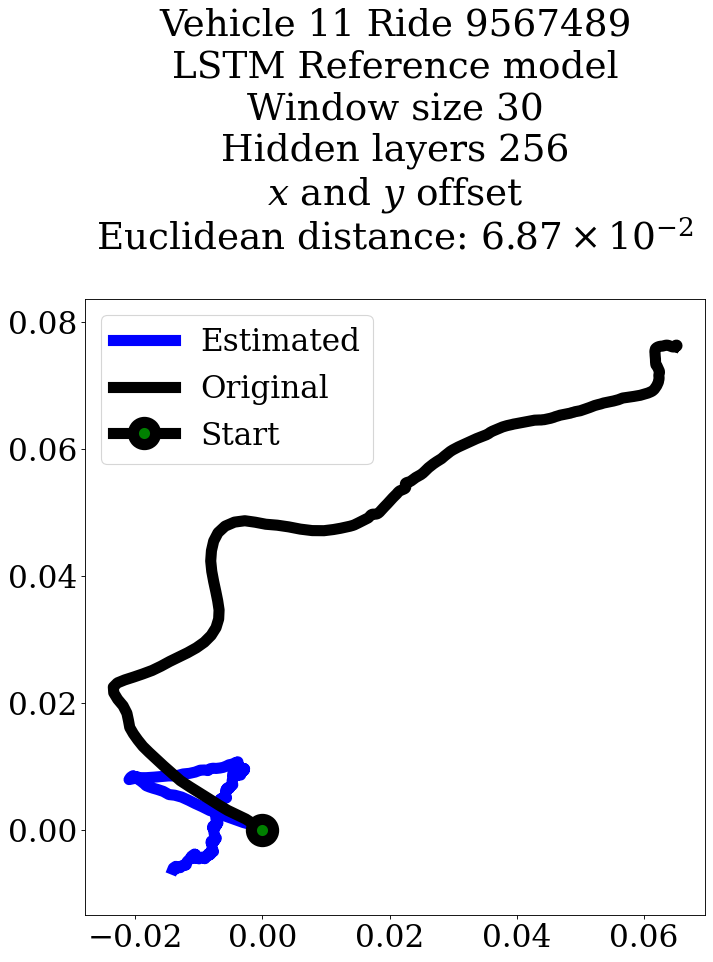 Vehicle 11 Ride 9567489
LSTM Reference model
Window size 30
Hidden layers 256
x and y offset
Euclidean distance: 6.87 × 10⁻²
Estimated
Original
Start
0.08
0.06
0.04
0.02
0.00
−0.02 0.00 0.02 0.04 0.06